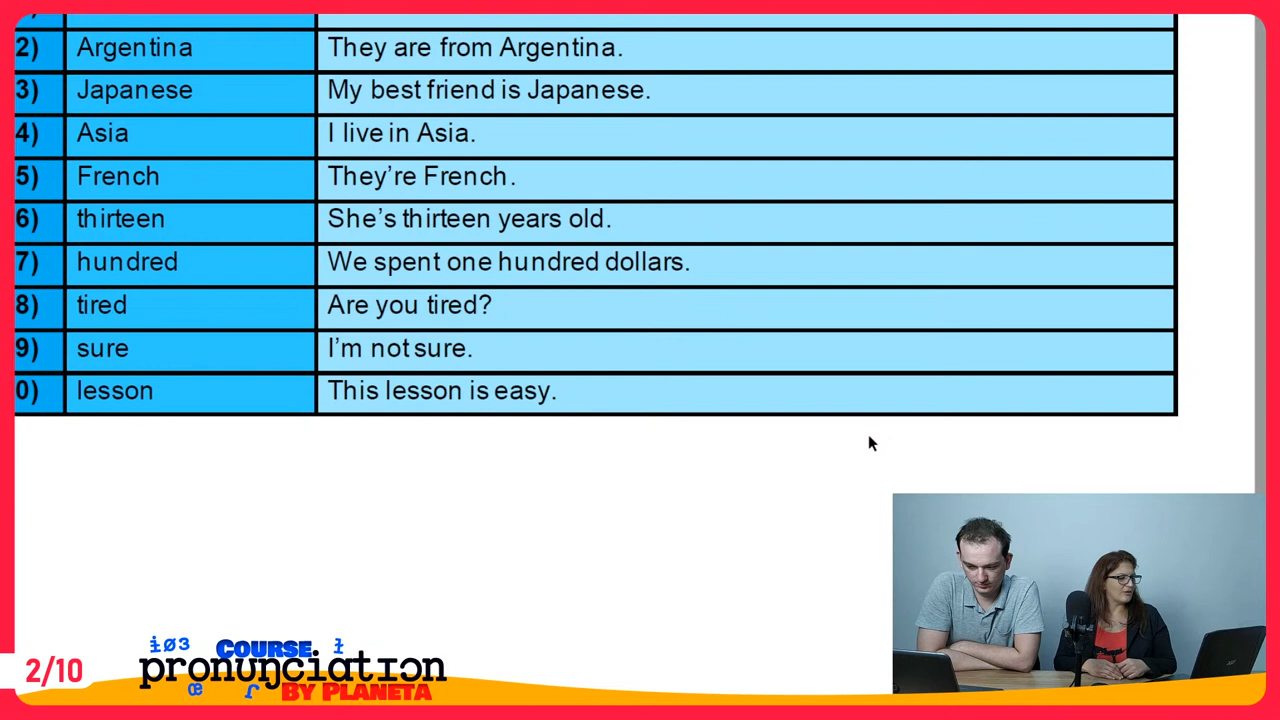 2) Argentina They are from Argentina.
3) Japanese My best friend is Japanese.
4) Asia I live in Asia.
5) French They're French.
6) thirteen She's thirteen years old.
7) hundred We spent one hundred dollars.
8) tired Are you tired?
9) sure I'm not sure.
0) lesson This lesson is easy.
COURSE
pronunciation
BY PLANETA
2/10